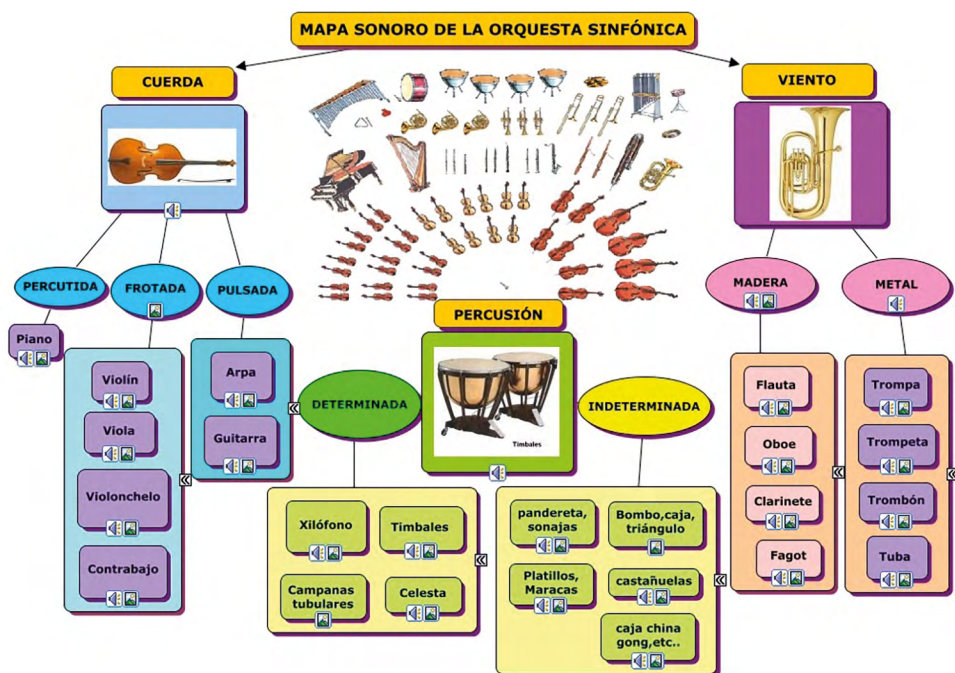 MAPA SONORO DE LA ORQUESTA SINFÓNICA
CUERDA
VIENTO
PERCUTIDA
FROTADA
PULSADA
MADERA
METAL
PERCUSIÓN
Piano
Violín
Viola
Violonchelo
Contrabajo
Arpa
Guitarra
DETERMINADA
Timbales
INDETERMINADA
Xilófono
Timbales
Campanas
tubulares
Celesta
pandereta,
sonajas
Bombo,caja,
triángulo
Platillos,
Maracas
castañuelas
caja china
gong,etc..
Flauta
Oboe
Clarinete
Fagot
Trompa
Trompeta
Trombón
Tuba